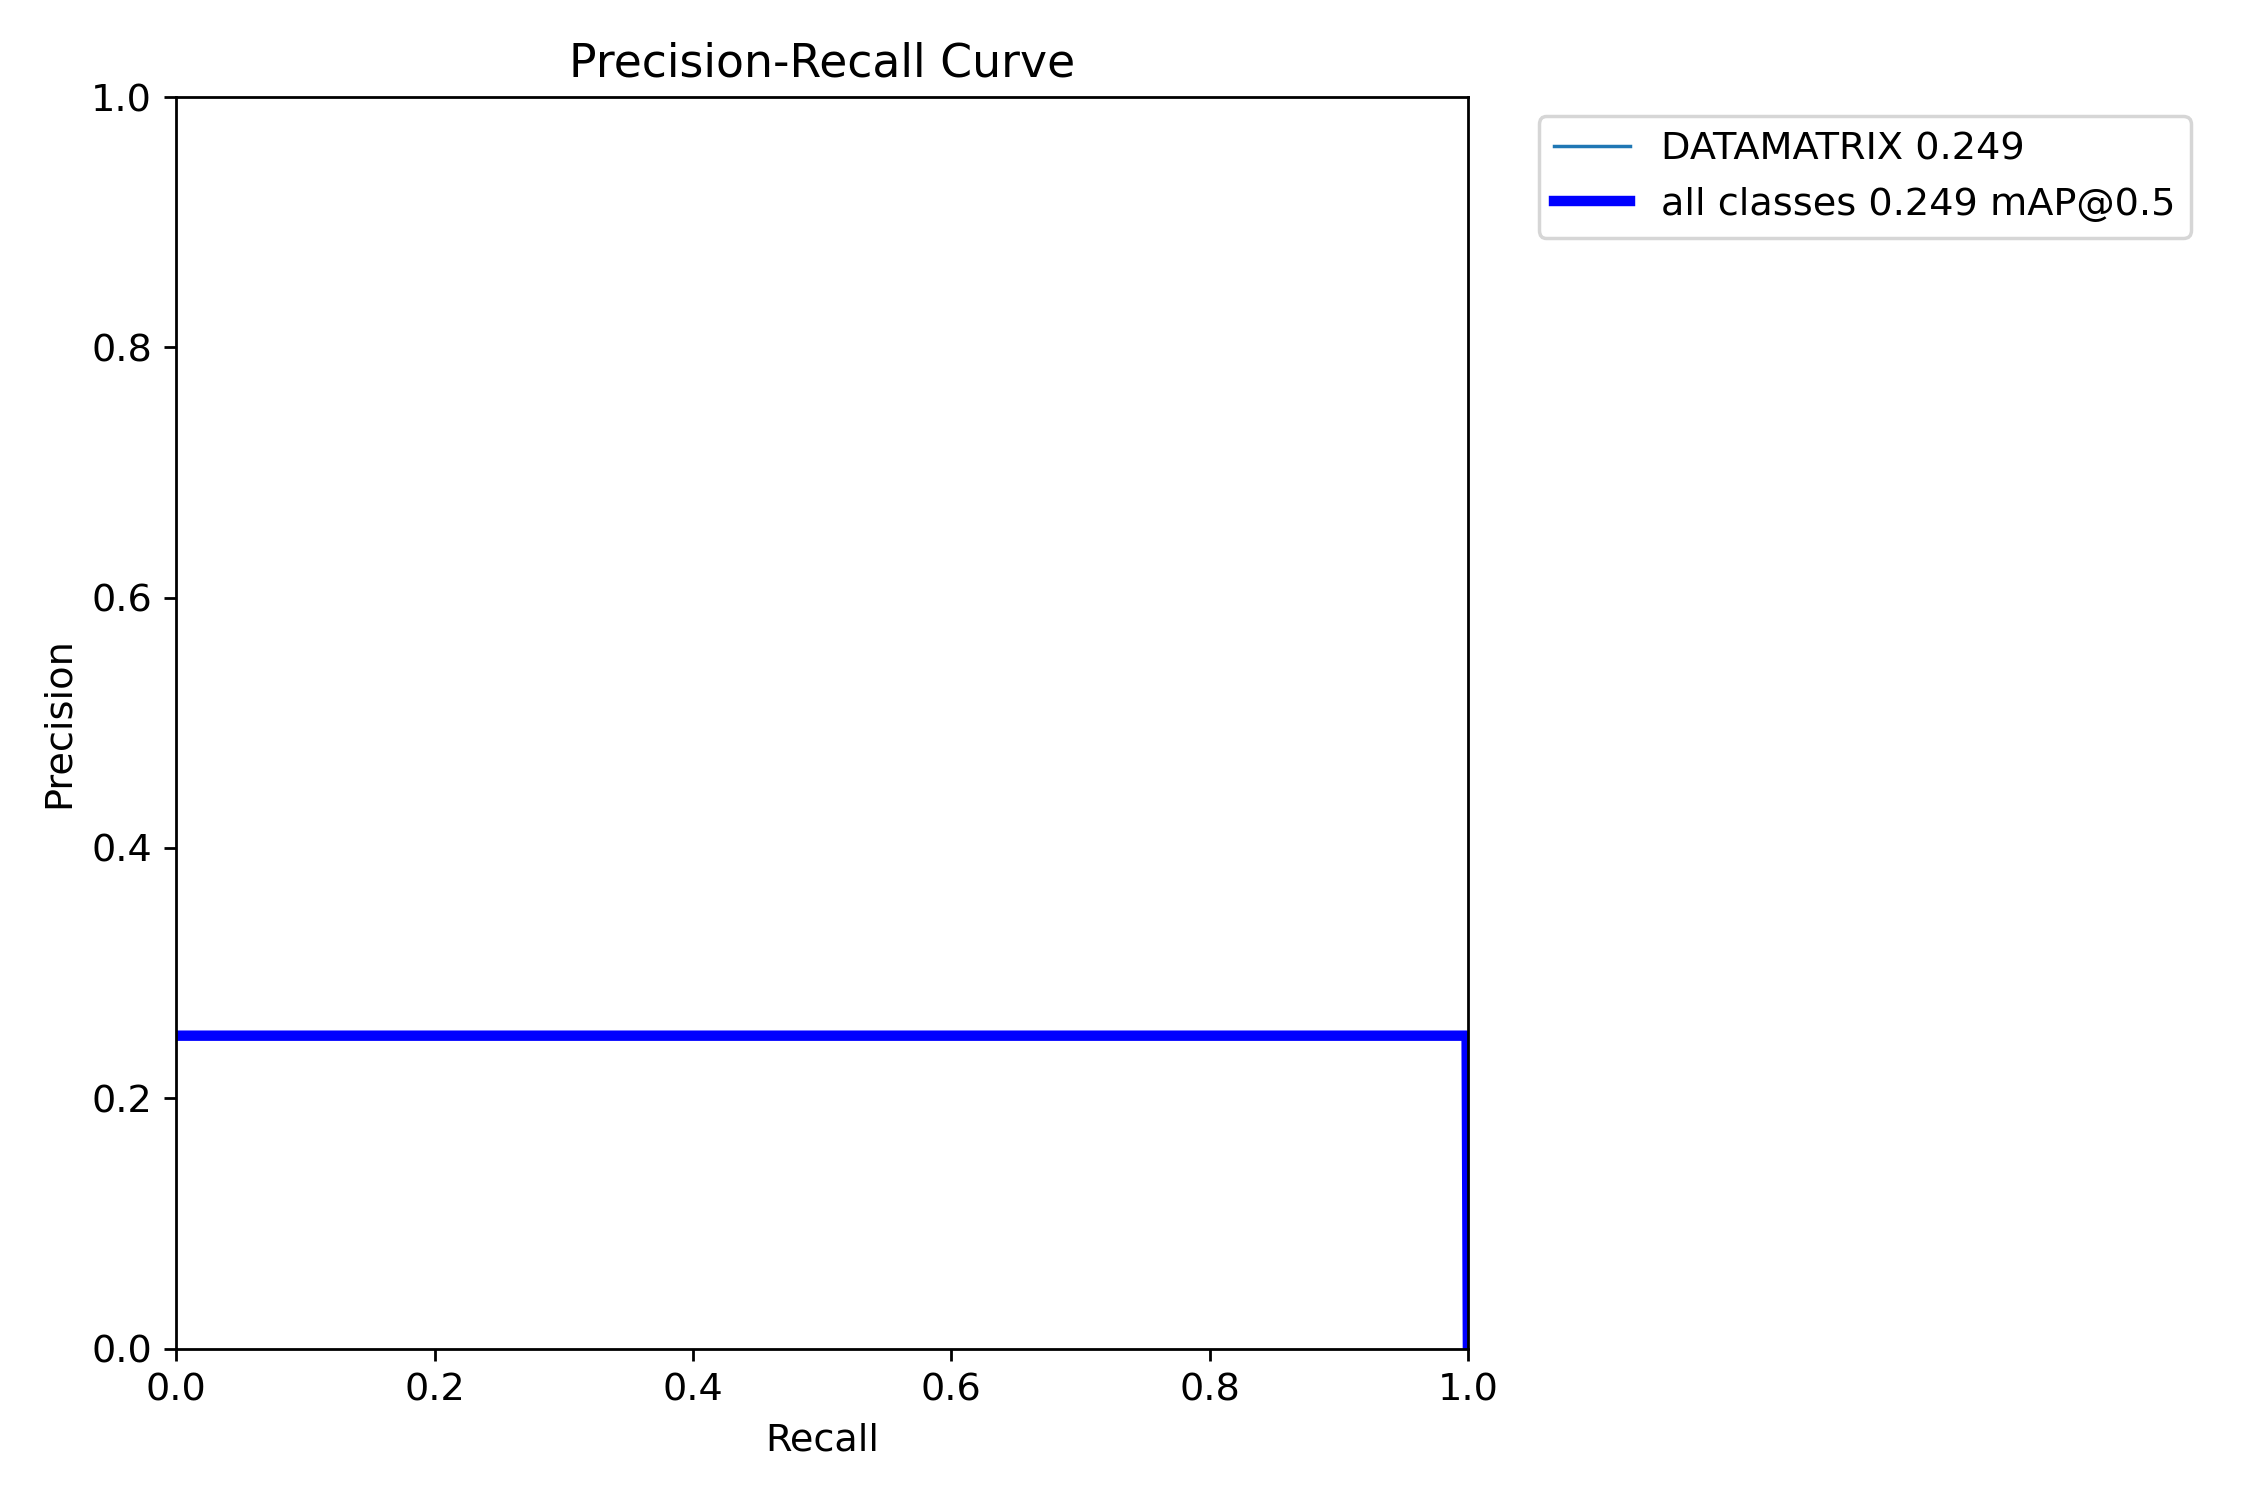 Precision-Recall Curve
DATAMATRIX 0.249
all classes 0.249 mAP@0.5
Precision
1.0
0.8
0.6
0.4
0.2
0.0
0.0 0.2 0.4 0.6 0.8 1.0
Recall